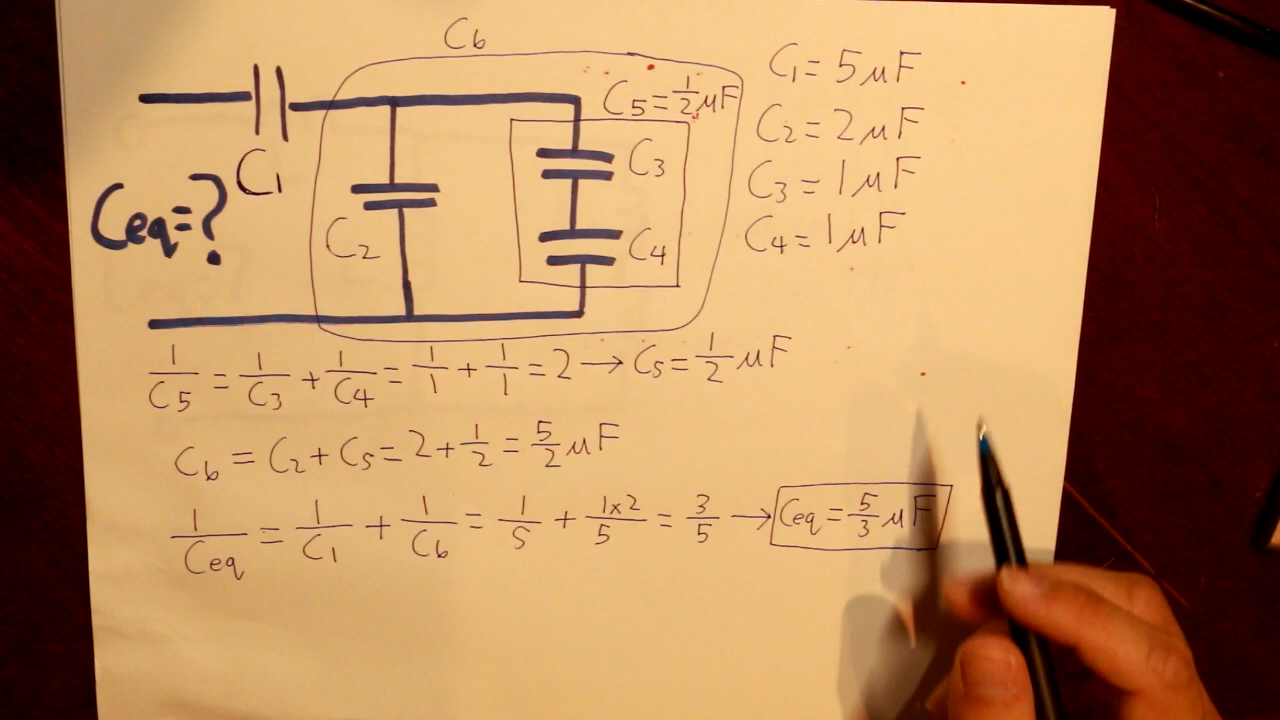 C6
C5 = 1/2 μF
C1 = 5 μF
C2 = 2 μF
C3 = 1 μF
C4 = 1 μF
C1
C3
Ceq=?
C2
C4
1/C5 = 1/C3 + 1/C4 = 1/1 + 1/1 = 2 → C5 = 1/2 μF
C6 = C2 + C5 = 2 + 1/2 = 5/2 μF
1/Ceq = 1/C1 + 1/C6 = 1/5 + 1x2/5 = 3/5 → Ceq = 5/3 μF